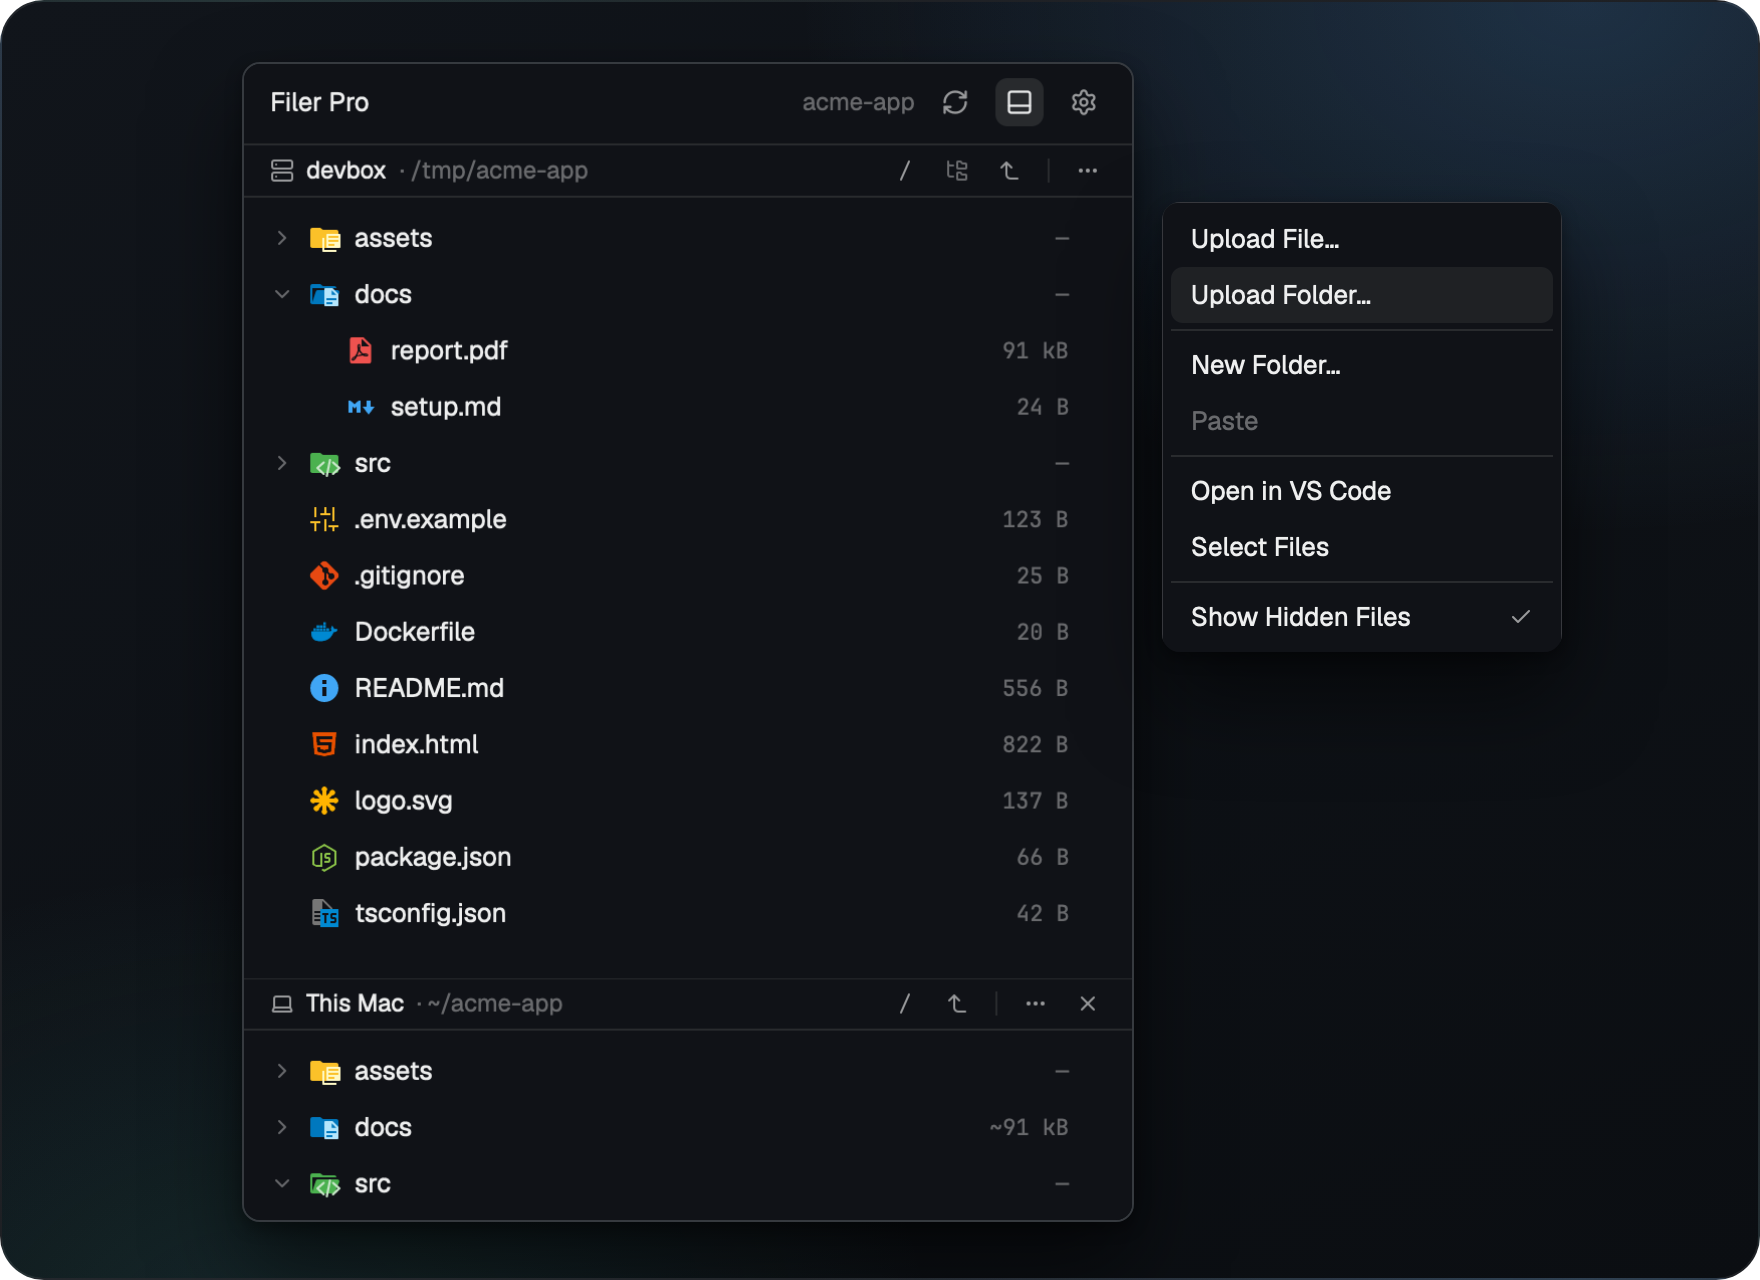 Filer Pro acme-app
devbox · /tmp/acme-app / ···
assets –
docs –
report.pdf 91 kB
setup.md 24 B
src –
.env.example 123 B
.gitignore 25 B
Dockerfile 20 B
README.md 556 B
index.html 822 B
logo.svg 137 B
package.json 66 B
tsconfig.json 42 B
This Mac · ~/acme-app / ···
assets –
docs ~91 kB
src –
Upload File...
Upload Folder...
New Folder...
Paste
Open in VS Code
Select Files
Show Hidden Files